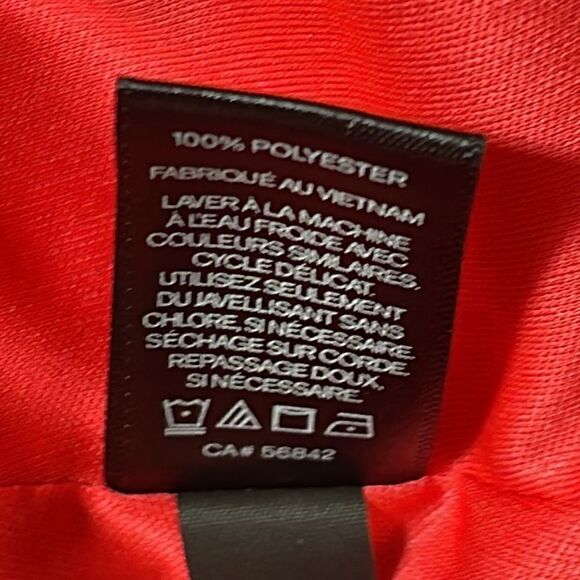 100% POLYESTER
FABRIQUÉ AU VIETNAM
LAVER À LA MACHINE
À L'EAU FROIDE AVEC
COULEURS SIMILAIRES.
CYCLE DÉLICAT.
UTILISEZ SEULEMENT
DU JAVELLISANT SANS
CHLORE, SI NÉCESSAIRE.
SÉCHAGE SUR CORDE.
REPASSAGE DOUX,
SI NÉCESSAIRE.
CA# 56842